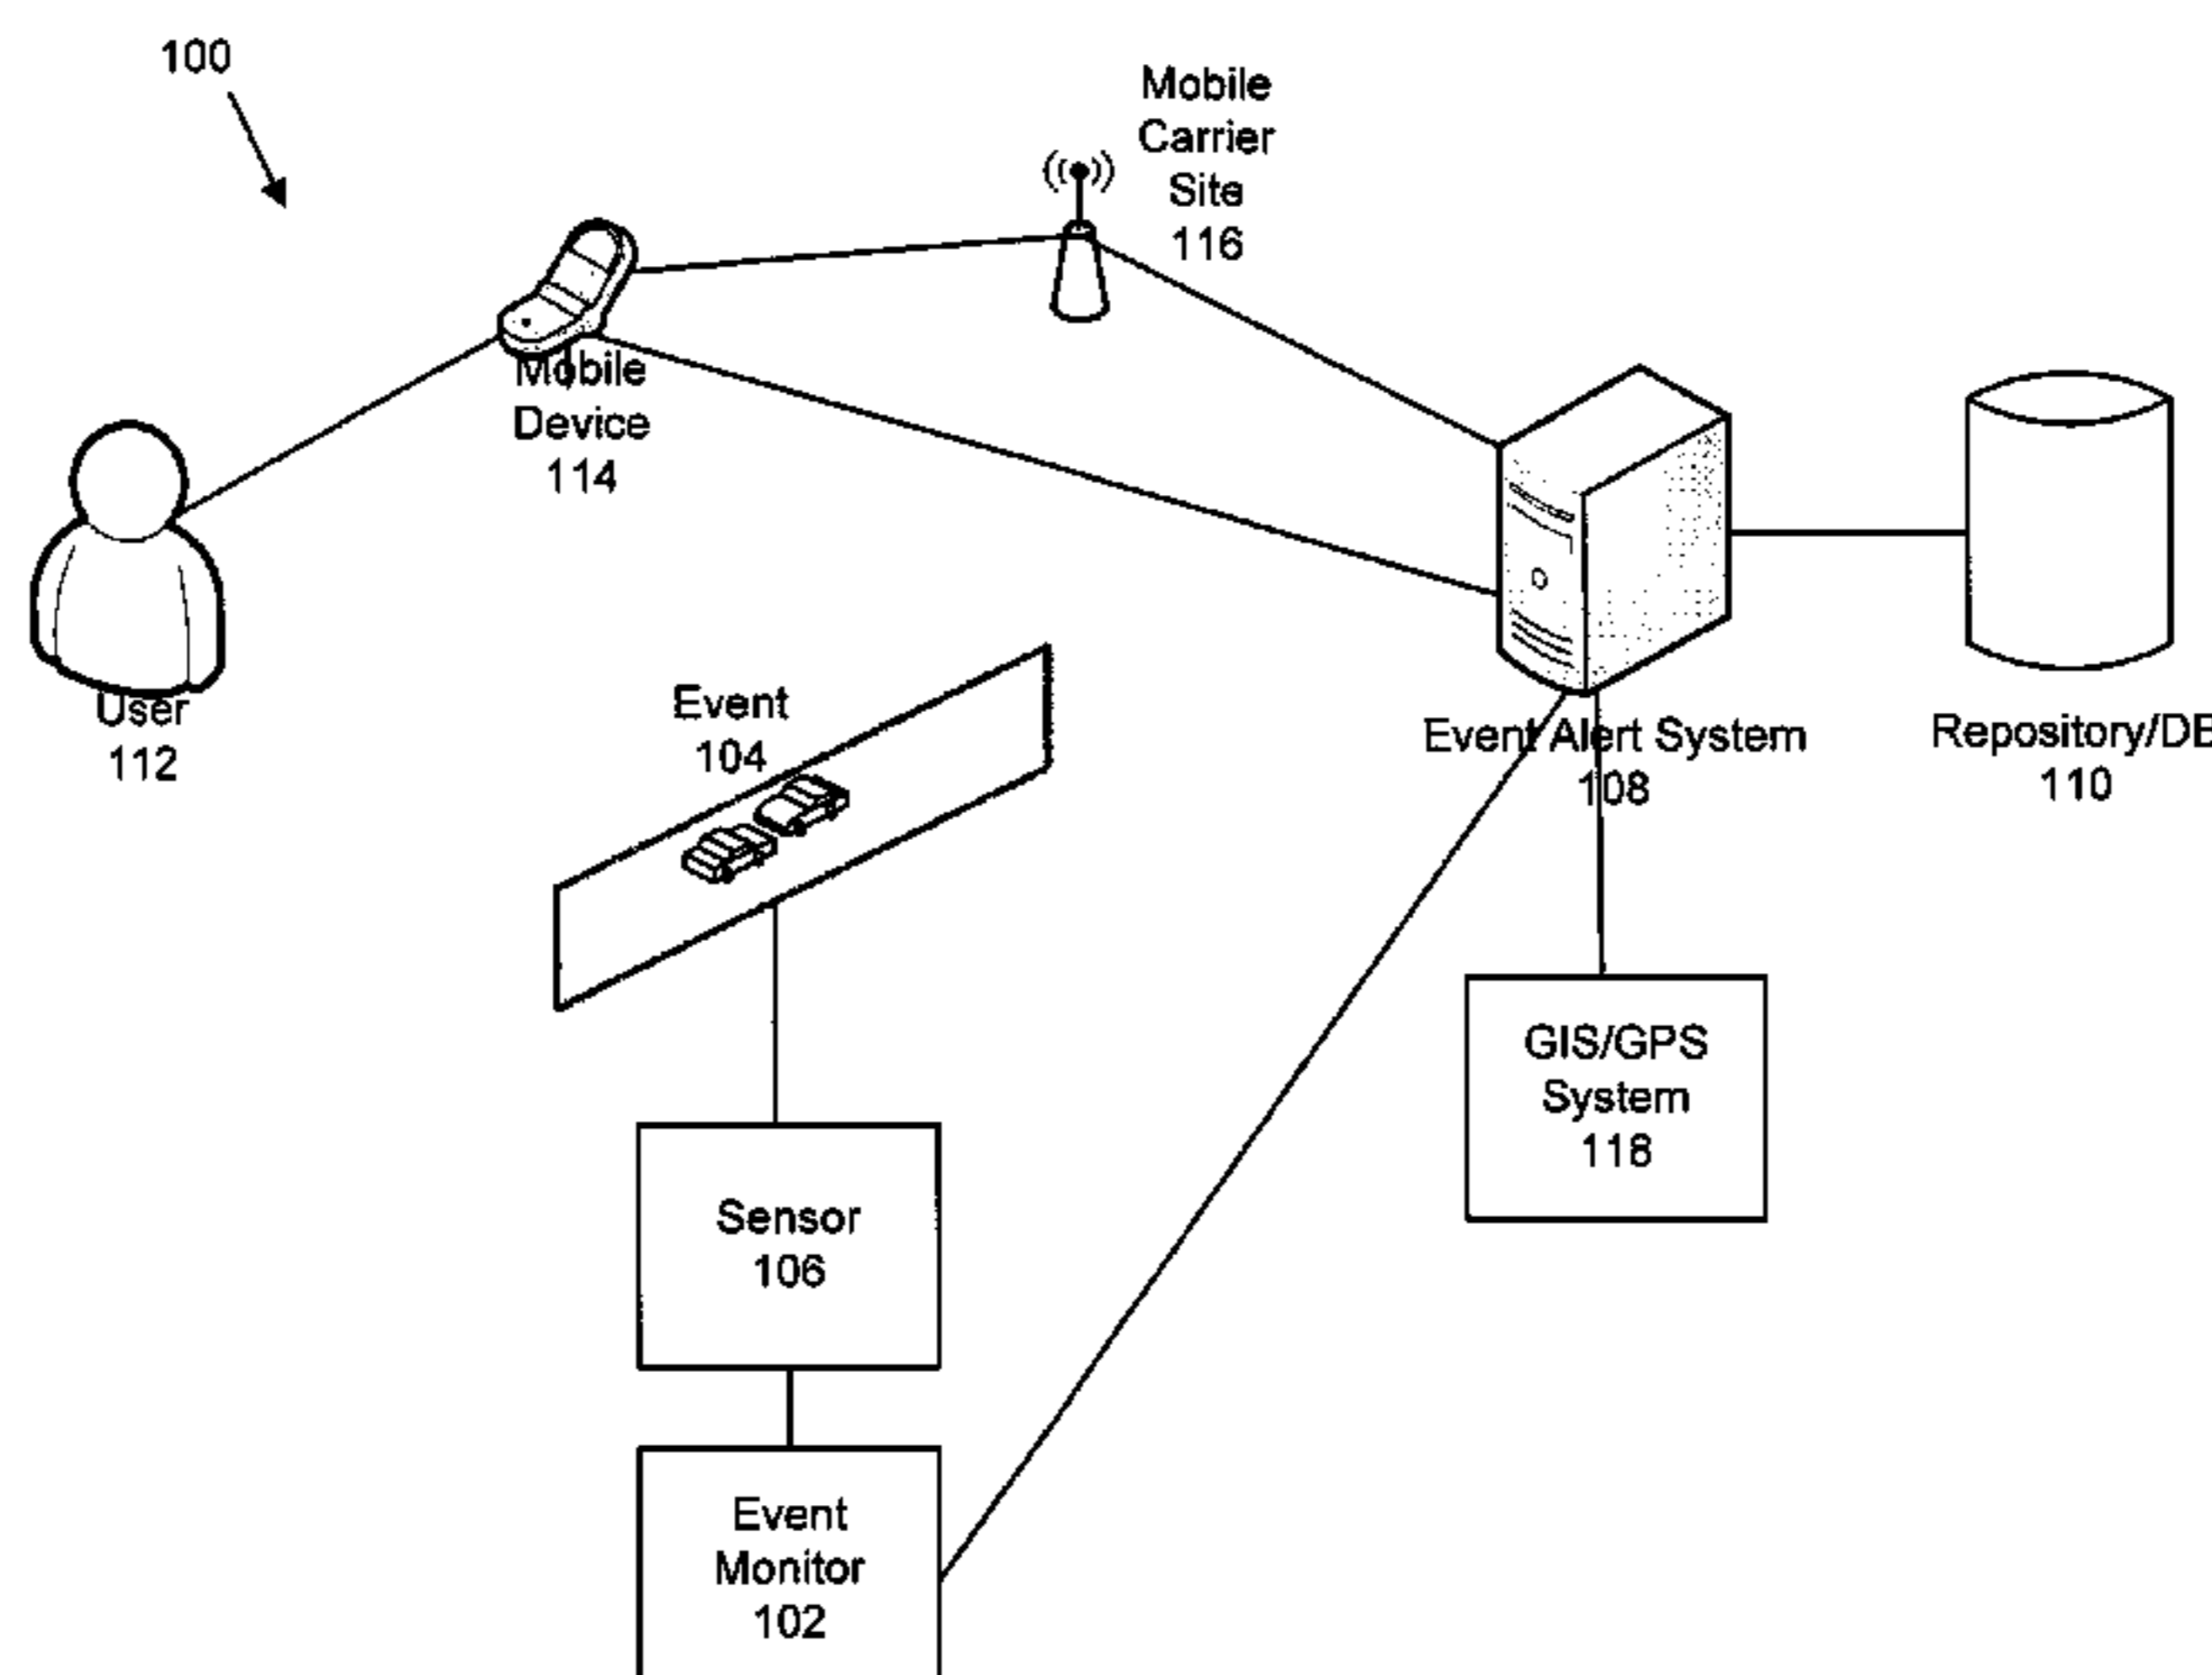 100
Mobile
Carrier
Site
116
Mobile
Device
114
User
112
Event
104
Event Alert System
108
Repository/DB
110
GIS/GPS
System
118
Sensor
106
Event
Monitor
102